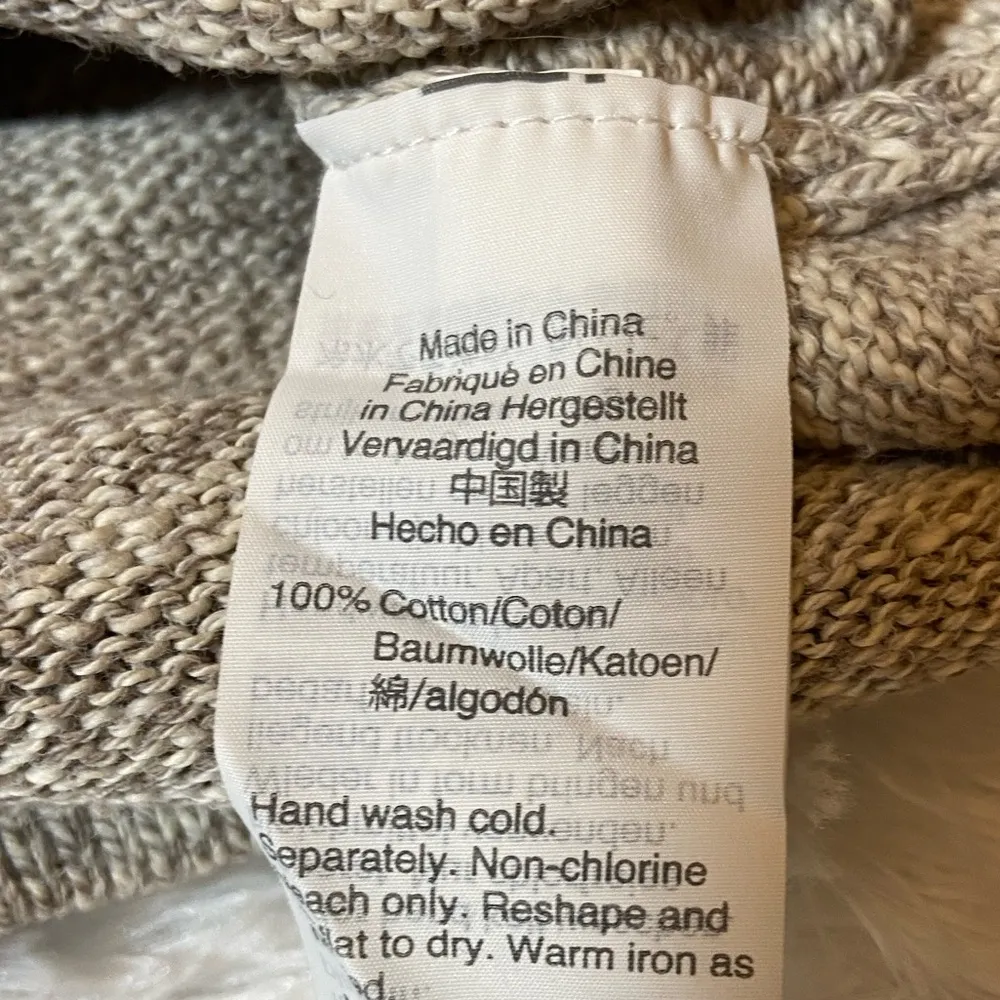 Made in China
Fabriqué en Chine
in China Hergestellt
Vervaardigd in China
中国製
Hecho en China
100% Cotton/Coton/
Baumwolle/Katoen/
綿/algodón
Hand wash cold.
Separately. Non-chlorine
only. Reshape and
to dry. Warm iron as